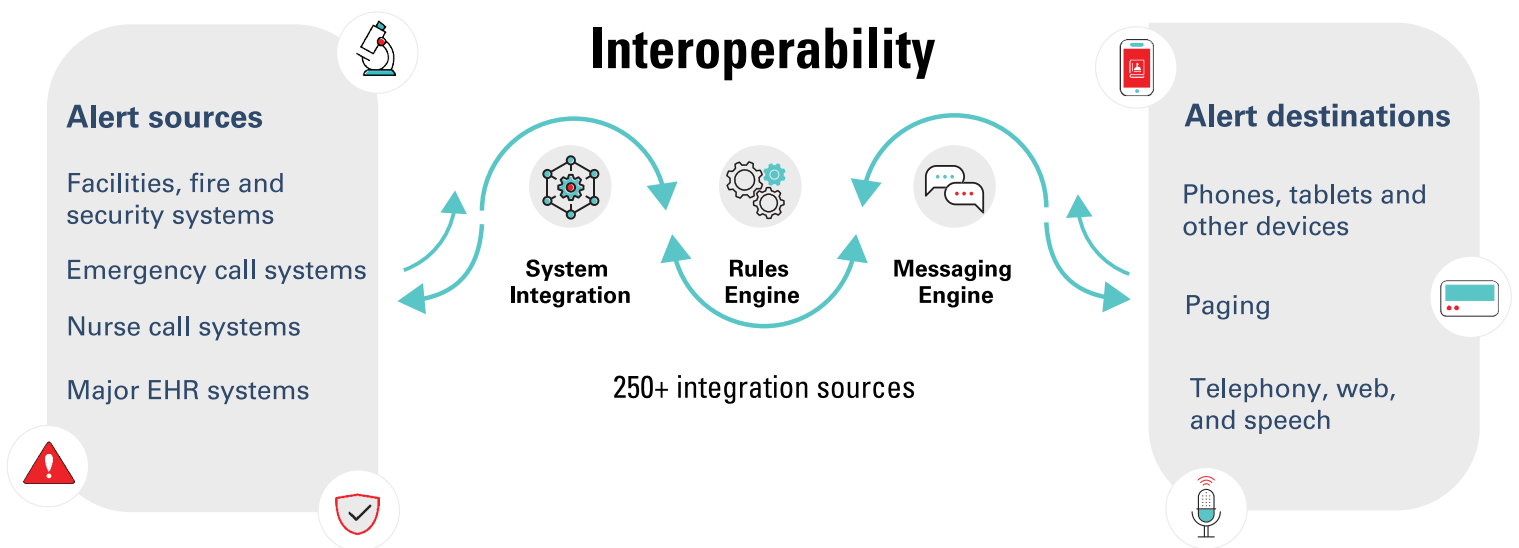 Interoperability
Alert sources
Facilities, fire and
security systems
Emergency call systems
Nurse call systems
Major EHR systems
System
Integration
Rules
Engine
Messaging
Engine
250+ integration sources
Alert destinations
Phones, tablets and
other devices
Paging
Telephony, web,
and speech